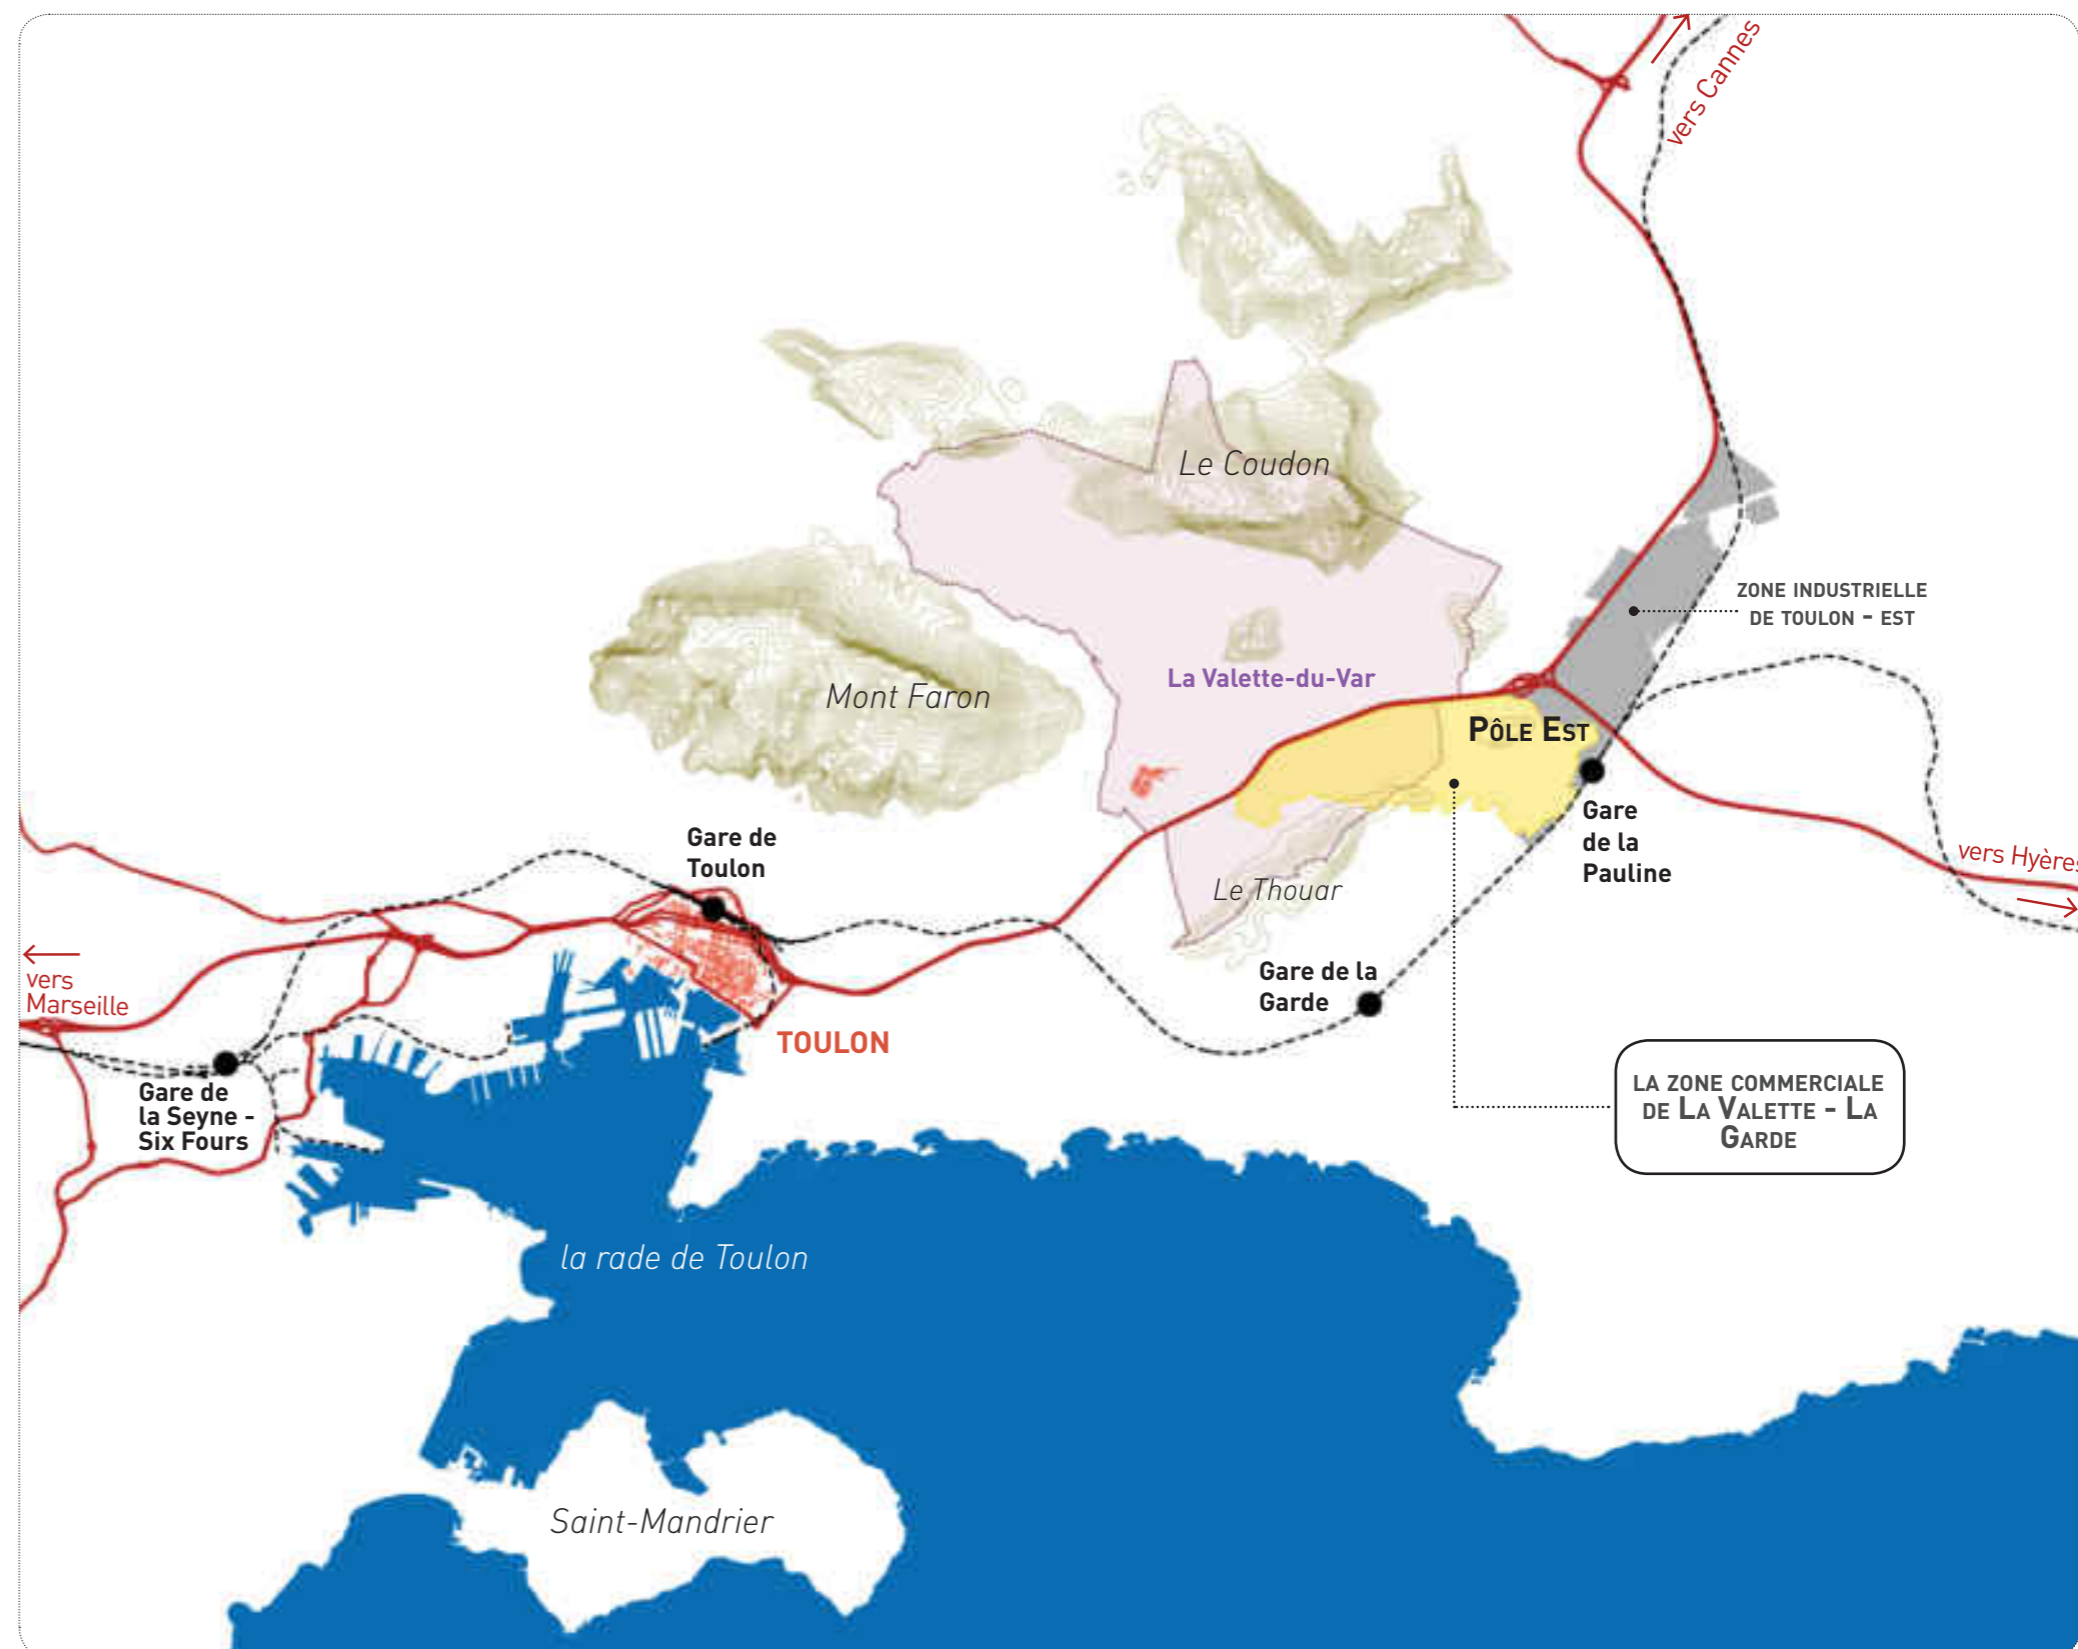 vers Cannes
Le Coudon
ZONE INDUSTRIELLE
DE TOULON - EST
La Valette-du-Var
Mont Faron
PÔLE EST
Gare
de la
Pauline
Gare de
Toulon
vers Hyères
Le Thouar
vers
Marseille
Gare de la
Garde
TOULON
Gare de
la Seyne -
Six Fours
LA ZONE COMMERCIALE
DE LA VALETTE - LA
GARDE
la rade de Toulon
Saint-Mandrier